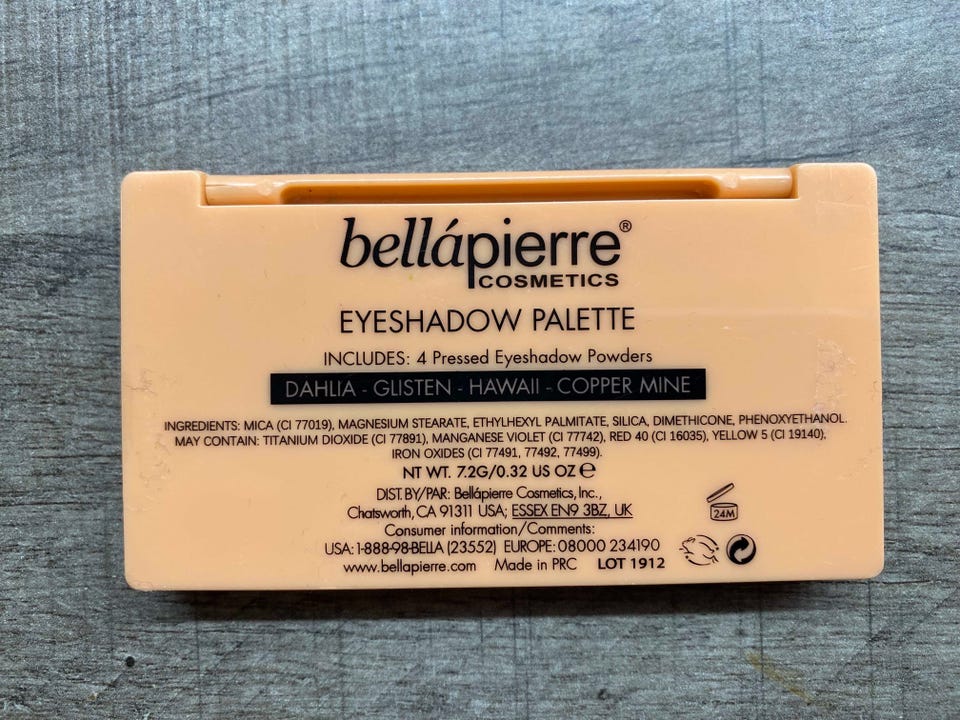 bellápierre®
COSMETICS
EYESHADOW PALETTE
INCLUDES: 4 Pressed Eyeshadow Powders
DAHLIA - GLISTEN - HAWAII - COPPER MINE
INGREDIENTS: MICA (CI 77019), MAGNESIUM STEARATE, ETHYLHEXYL PALMITATE, SILICA, DIMETHICONE, PHENOXYETHANOL.
MAY CONTAIN: TITANIUM DIOXIDE (CI 77891), MANGANESE VIOLET (CI 77742), RED 40 (CI 16035), YELLOW 5 (CI 19140),
IRON OXIDES (CI 77491, 77492, 77499).
NT WT. 7.2G/0.32 US OZ ℮
DIST. BY/PAR: Bellápierre Cosmetics, Inc.,
Chatsworth, CA 91311 USA; ESSEX EN9 3BZ, UK
Consumer information/Comments:
USA: 1-888-98-BELLA (23552) EUROPE: 08000 234190
www.bellapierre.com Made in PRC LOT 1912
24M